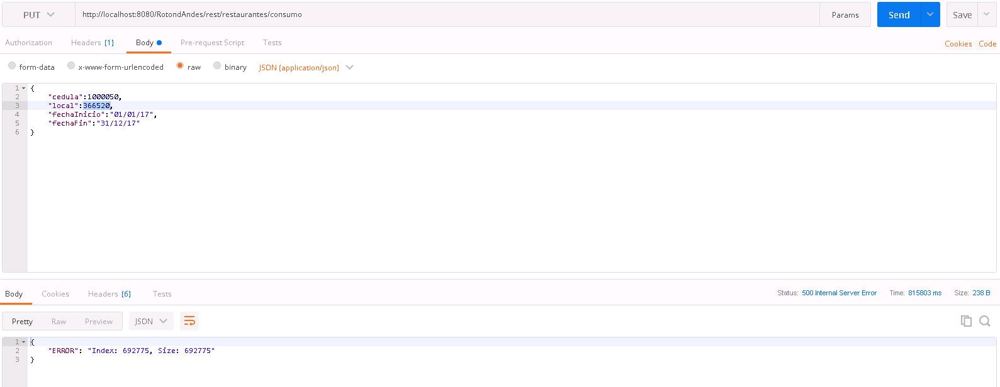 PUT http://localhost:8080/RotondAndes/rest/restaurantes/consumo Params Send Save
Authorization Headers (1) Body Pre-request Script Tests Cookies Code
form-data x-www-form-urlencoded raw binary JSON (application/json)
1 {
2 "cedula":1000050,
3 "local":366520,
4 "fechaInicio":"01/01/17",
5 "fechaFin":"31/12/17"
6 }
Body Cookies Headers (6) Tests Status: 500 Internal Server Error Time: 815803 ms Size: 238 B
Pretty Raw Preview JSON
1 {
2 "ERROR": "Index: 692775, Size: 692775"
3 }